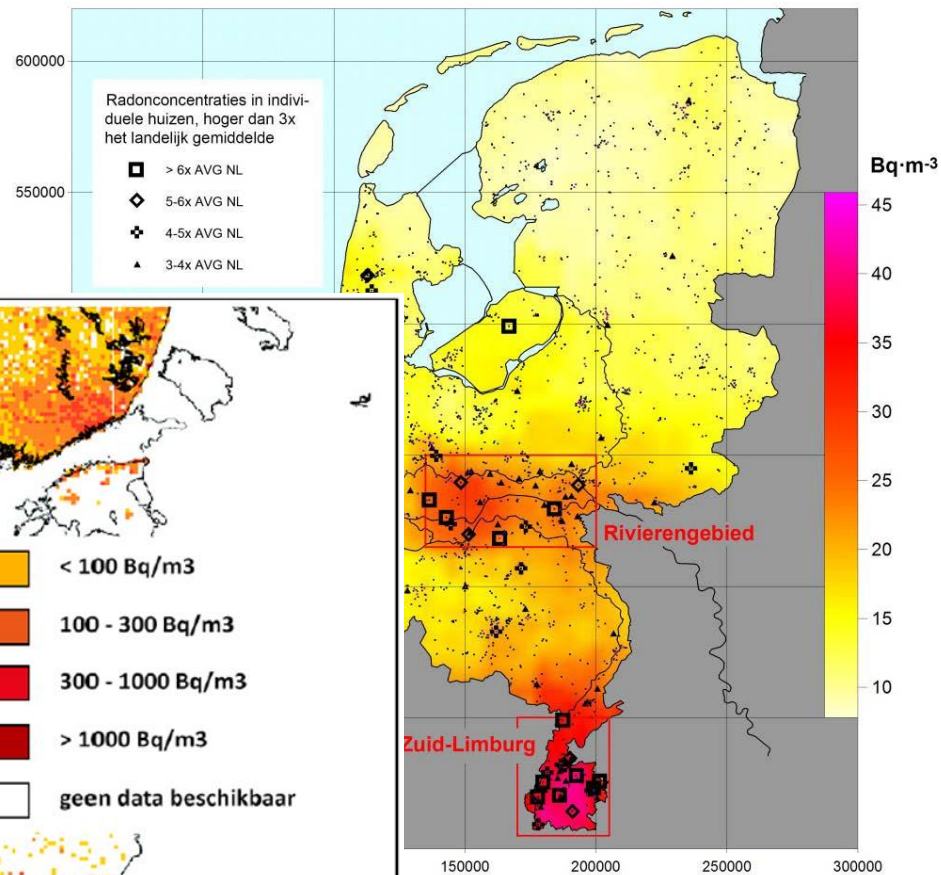 600000
550000
Radonconcentraties in indivi-
duele huizen, hoger dan 3x
het landelijk gemiddelde
> 6x AVG NL
5-6x AVG NL
4-5x AVG NL
3-4x AVG NL
Bq·m-3
45
40
35
30
25
20
15
10
Rivierengebied
Zuid-Limburg
< 100 Bq/m3
100 - 300 Bq/m3
300 - 1000 Bq/m3
> 1000 Bq/m3
geen data beschikbaar
150000
200000
250000
300000